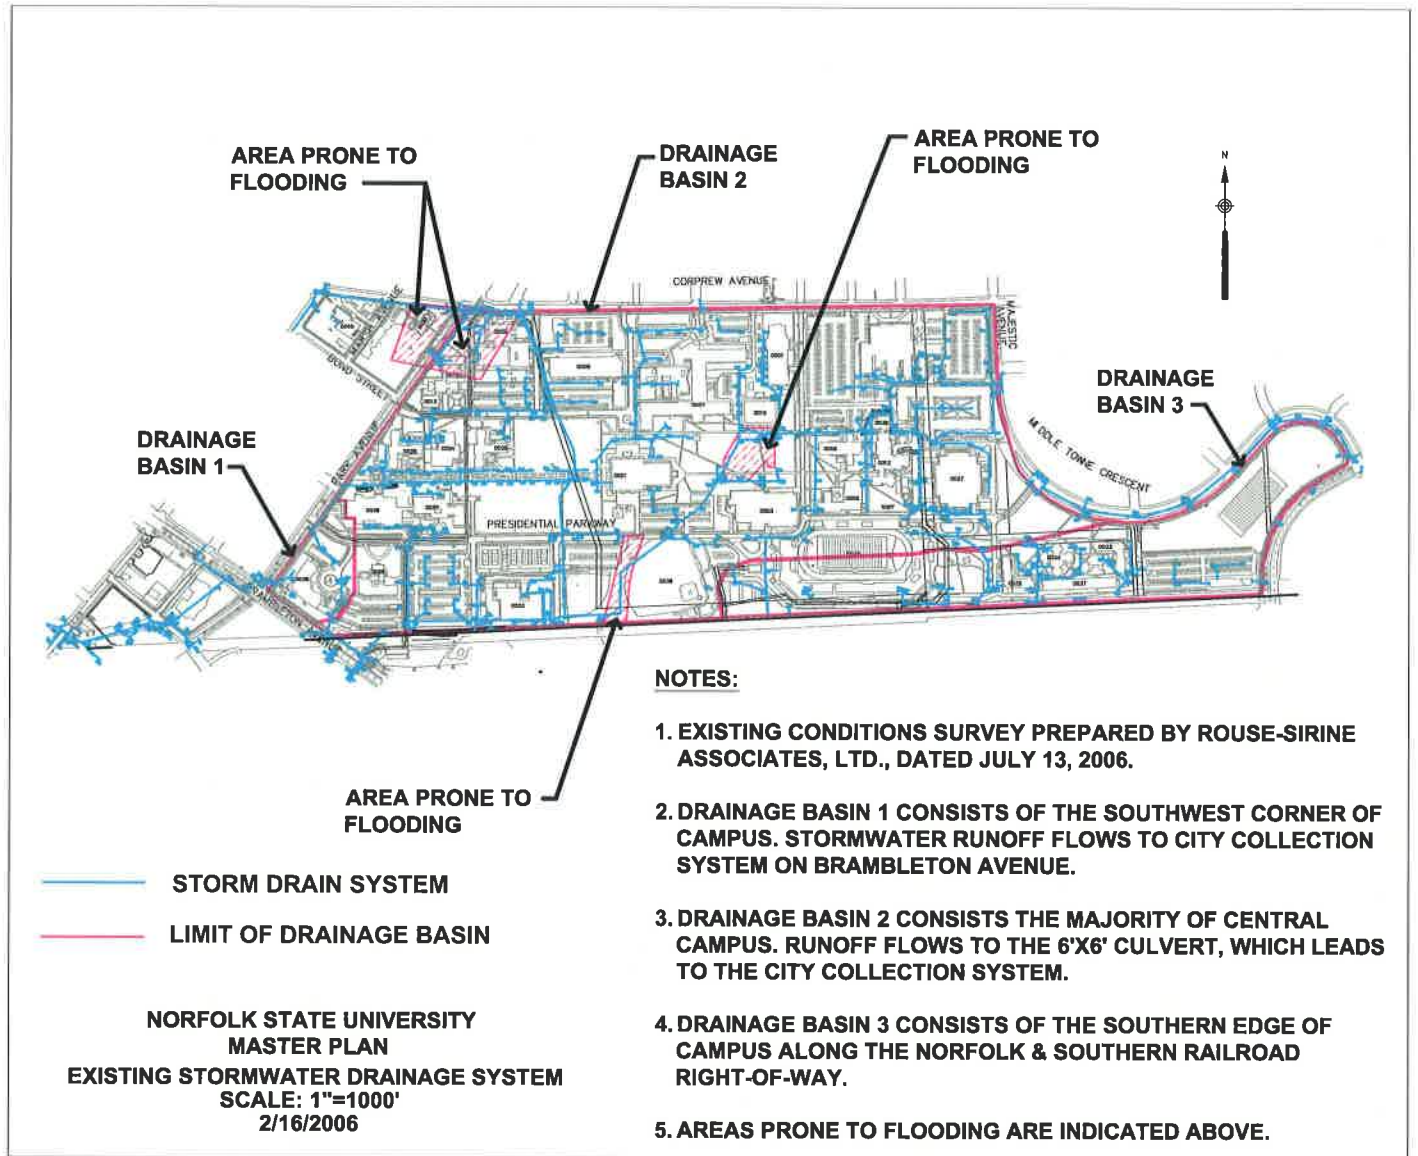 AREA PRONE TO
FLOODING
DRAINAGE
BASIN 2
AREA PRONE TO
FLOODING
N
CORPREW AVENUE
MAJESTIC
AVENUE
BOND STREET
PARK AVENUE
DRAINAGE
BASIN 3
MIDDLE TOWNE CRESCENT
DRAINAGE
BASIN 1
PRESIDENTIAL PARKWAY
NOTES:
1. EXISTING CONDITIONS SURVEY PREPARED BY ROUSE-SIRINE
ASSOCIATES, LTD., DATED JULY 13, 2006.
AREA PRONE TO
FLOODING
2. DRAINAGE BASIN 1 CONSISTS OF THE SOUTHWEST CORNER OF
CAMPUS. STORMWATER RUNOFF FLOWS TO CITY COLLECTION
SYSTEM ON BRAMBLETON AVENUE.
STORM DRAIN SYSTEM
LIMIT OF DRAINAGE BASIN
3. DRAINAGE BASIN 2 CONSISTS THE MAJORITY OF CENTRAL
CAMPUS. RUNOFF FLOWS TO THE 6'X6' CULVERT, WHICH LEADS
TO THE CITY COLLECTION SYSTEM.
4. DRAINAGE BASIN 3 CONSISTS OF THE SOUTHERN EDGE OF
CAMPUS ALONG THE NORFOLK & SOUTHERN RAILROAD
RIGHT-OF-WAY.
5. AREAS PRONE TO FLOODING ARE INDICATED ABOVE.
NORFOLK STATE UNIVERSITY
MASTER PLAN
EXISTING STORMWATER DRAINAGE SYSTEM
SCALE: 1"=1000'
2/16/2006